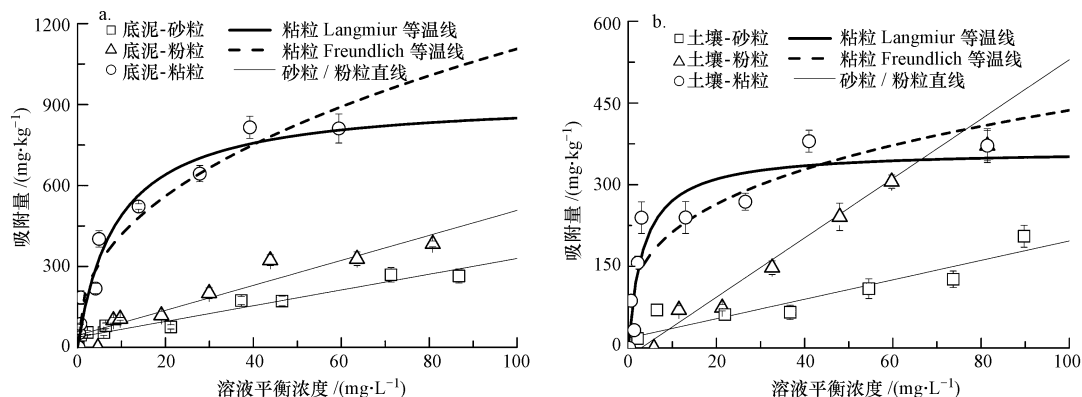 a.
底泥-砂粒
底泥-粉粒
底泥-粘粒
粘粒 Langmiur 等温线
粘粒 Freundlich 等温线
砂粒 / 粉粒直线
1200
900
600
300
0
吸附量 /(mg·kg⁻¹)
0 20 40 60 80 100
溶液平衡浓度 /(mg·L⁻¹)
b.
土壤-砂粒
土壤-粉粒
土壤-粘粒
粘粒 Langmiur 等温线
粘粒 Freundlich 等温线
砂粒 / 粉粒直线
600
450
300
150
0
吸附量 /(mg·kg⁻¹)
0 20 40 60 80 100
溶液平衡浓度 /(mg·L⁻¹)